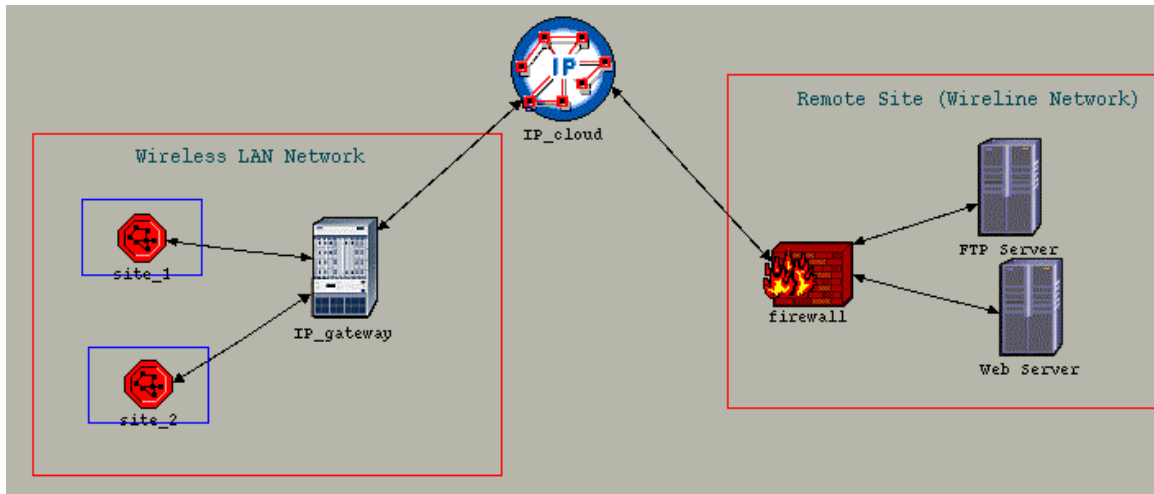 IP
IP_cloud
Wireless LAN Network
site_1
IP_gateway
site_2
Remote Site (Wireline Network)
FTP Server
firewall
Web Server